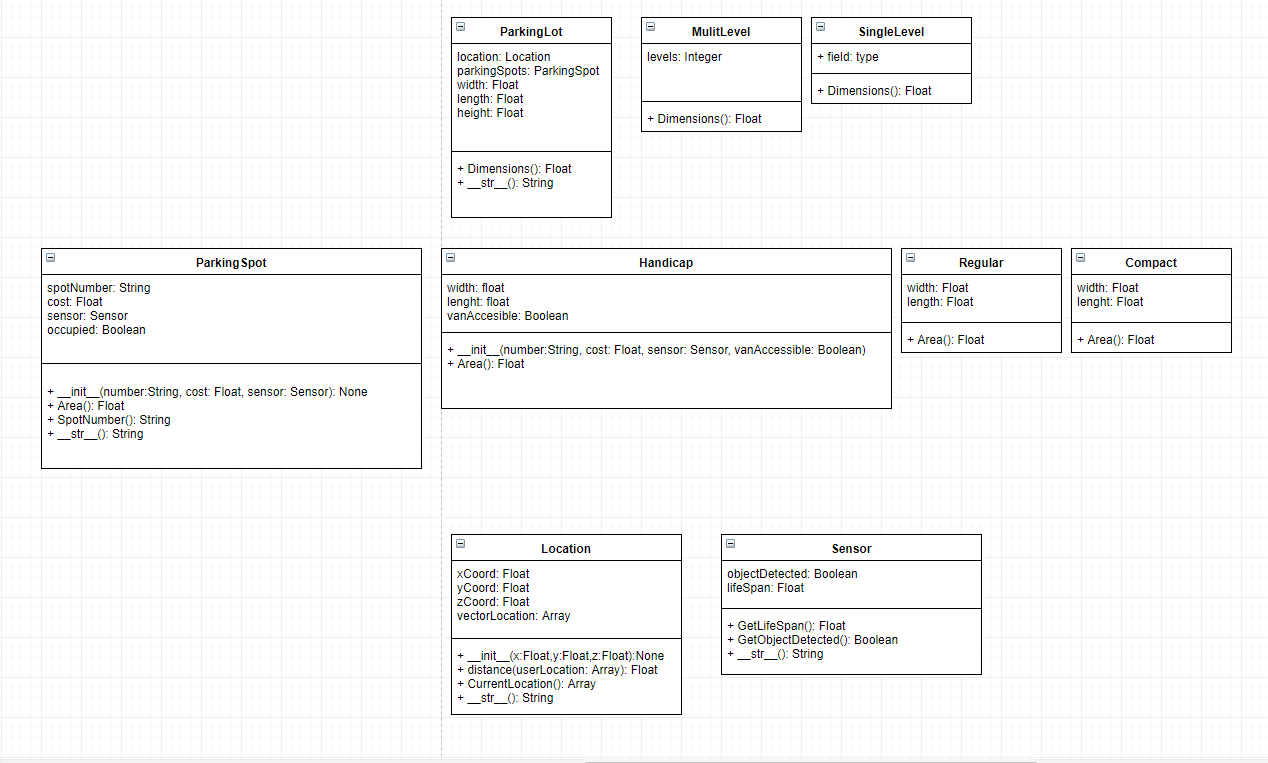 ParkingLot
location: Location
parkingSpots: ParkingSpot
width: Float
length: Float
height: Float
+ Dimensions(): Float
+ __str__(): String
MulitLevel
levels: Integer
+ Dimensions(): Float
SingleLevel
+ field: type
+ Dimensions(): Float
ParkingSpot
spotNumber: String
cost: Float
sensor: Sensor
occupied: Boolean
+ __init__(number:String, cost: Float, sensor: Sensor): None
+ Area(): Float
+ SpotNumber(): String
+ __str__(): String
Handicap
width: float
lenght: float
vanAccesible: Boolean
+ __init__(number:String, cost: Float, sensor: Sensor, vanAccessible: Boolean)
+ Area(): Float
Regular
width: Float
length: Float
+ Area(): Float
Compact
width: Float
lenght: Float
+ Area(): Float
Location
xCoord: Float
yCoord: Float
zCoord: Float
vectorLocation: Array
+ __init__(x:Float,y:Float,z:Float):None
+ distance(userLocation: Array): Float
+ CurrentLocation(): Array
+ __str__(): String
Sensor
objectDetected: Boolean
lifeSpan: Float
+ GetLifeSpan(): Float
+ GetObjectDetected(): Boolean
+ __str__(): String